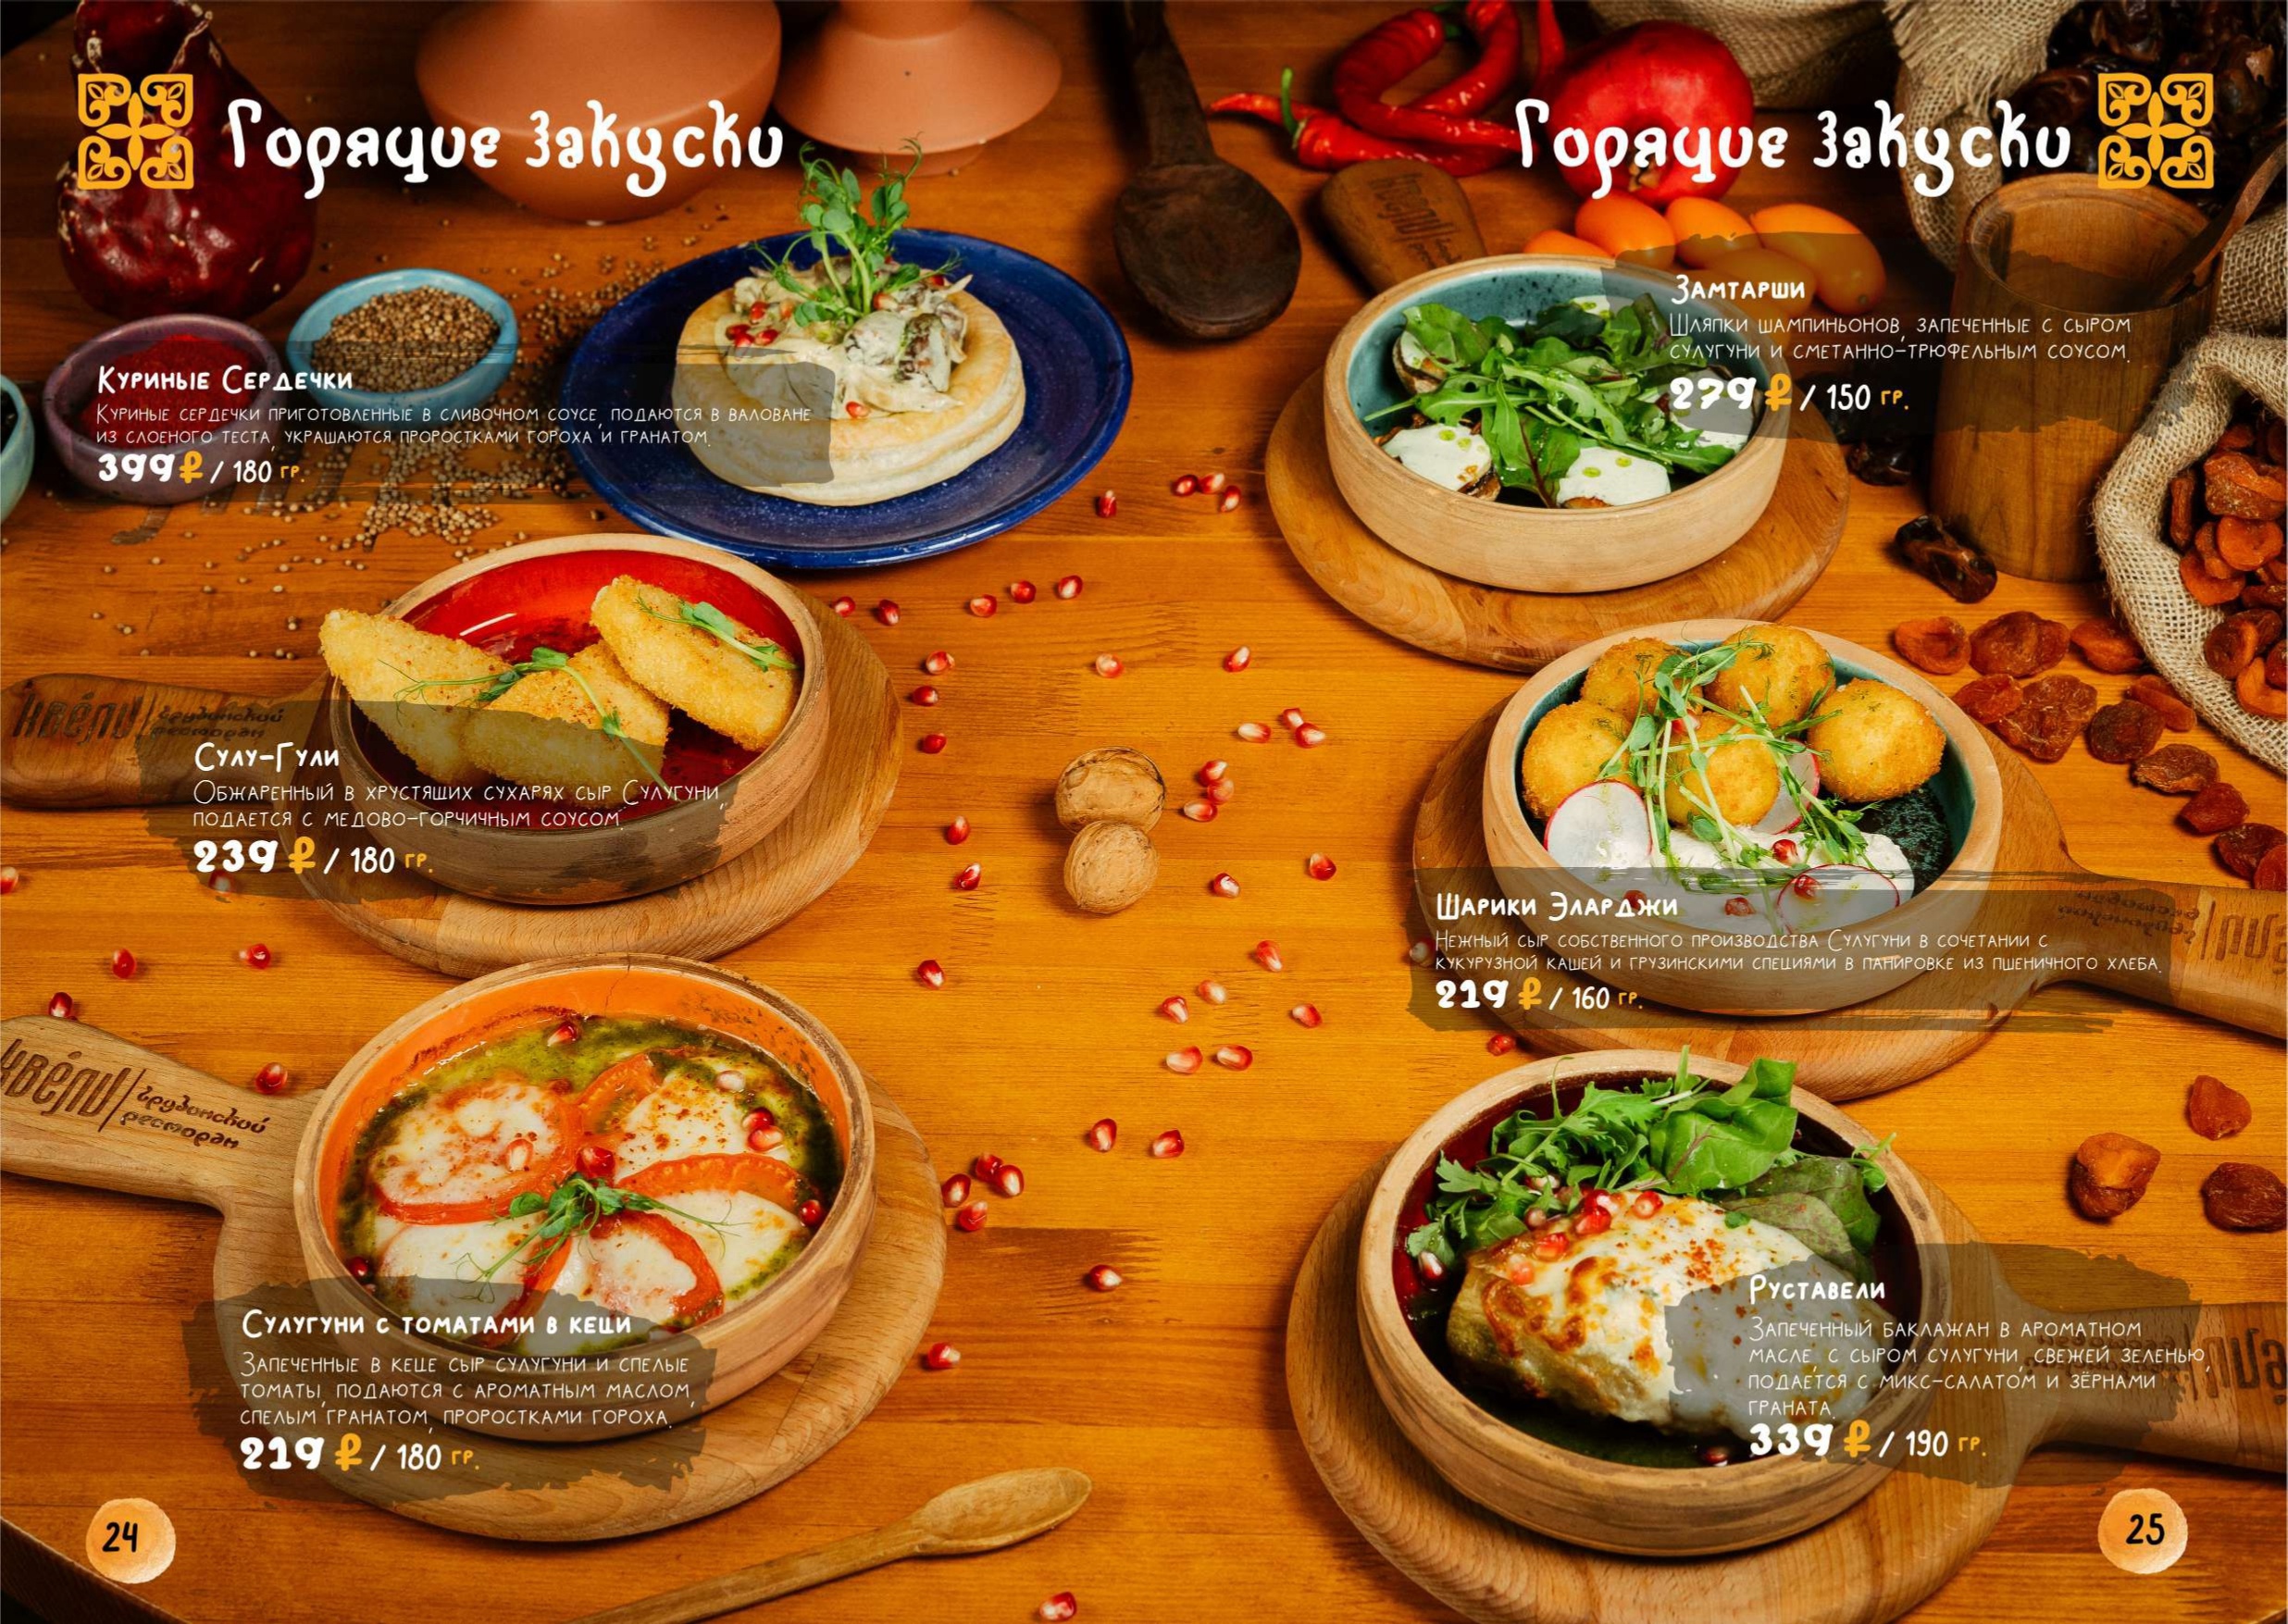 Горячие закуски
Куриные Сердечки
Куриные сердечки приготовленные в сливочном соусе, подаются в валоване
из слоеного теста, украшаются проростками гороха и гранатом.
399 ₽ / 180 гр.
Сулу-Гули
Обжаренный в хрустящих сухарях сыр Сулугуни,
подается с медово-горчичным соусом.
239 ₽ / 180 гр.
квели грузинский
ресторан
Сулугуни с томатами в кеци
Запеченные в кеце сыр сулугуни и спелые
томаты, подаются с ароматным маслом,
спелым гранатом, проростками гороха.
219 ₽ / 180 гр.
24
Горячие закуски
Замтарши
Шляпки шампиньонов, запеченные с сыром
сулугуни и сметанно-трюфельным соусом.
279 ₽ / 150 гр.
Шарики Эларджи
Нежный сыр собственного производства Сулугуни в сочетании с
кукурузной кашей и грузинскими специями в панировке из пшеничного хлеба.
219 ₽ / 160 гр.
Руставели
Запеченный баклажан в ароматном
масле, с сыром сулугуни, свежей зеленью,
подается с микс-салатом и зёрнами
граната.
339 ₽ / 190 гр.
25